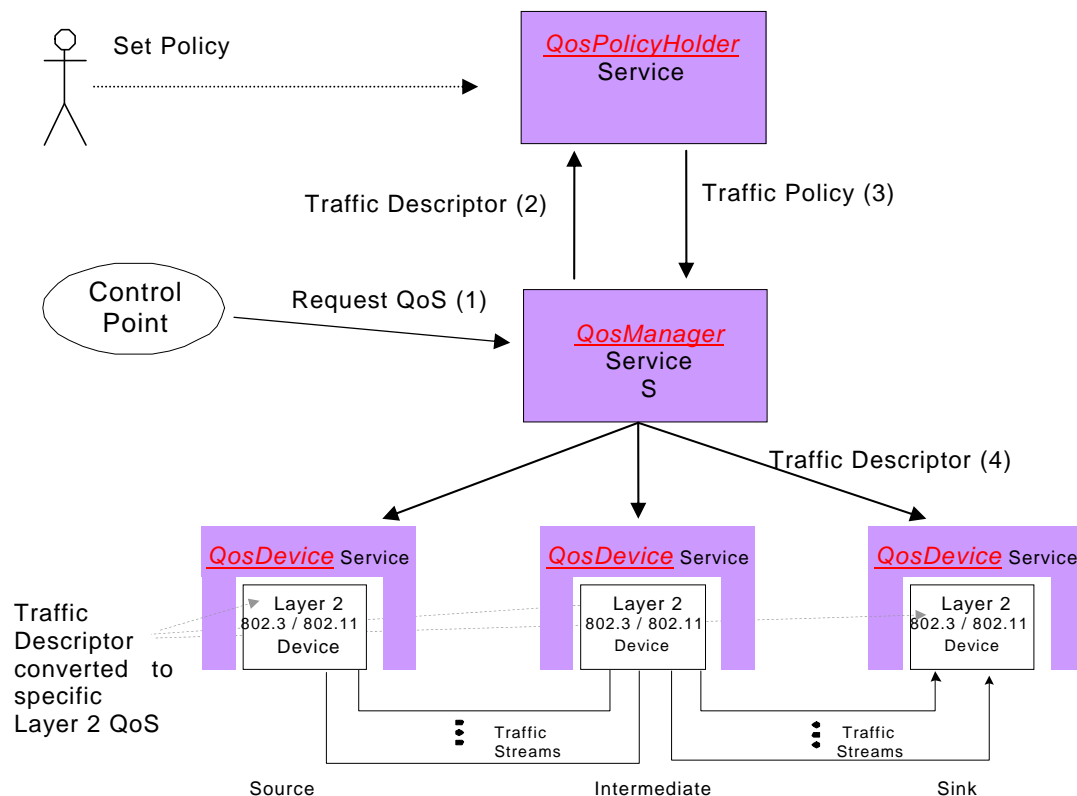 Set Policy
QosPolicyHolder
Service
Traffic Descriptor (2)
Traffic Policy (3)
Control
Point
Request QoS (1)
QosManager
Service
S
Traffic Descriptor (4)
QosDevice Service
QosDevice Service
QosDevice Service
Layer 2
802.3 / 802.11
Device
Layer 2
802.3 / 802.11
Device
Layer 2
802.3 / 802.11
Device
Traffic
Descriptor
converted to
specific
Layer 2 QoS
Traffic
Streams
Traffic
Streams
Source
Intermediate
Sink